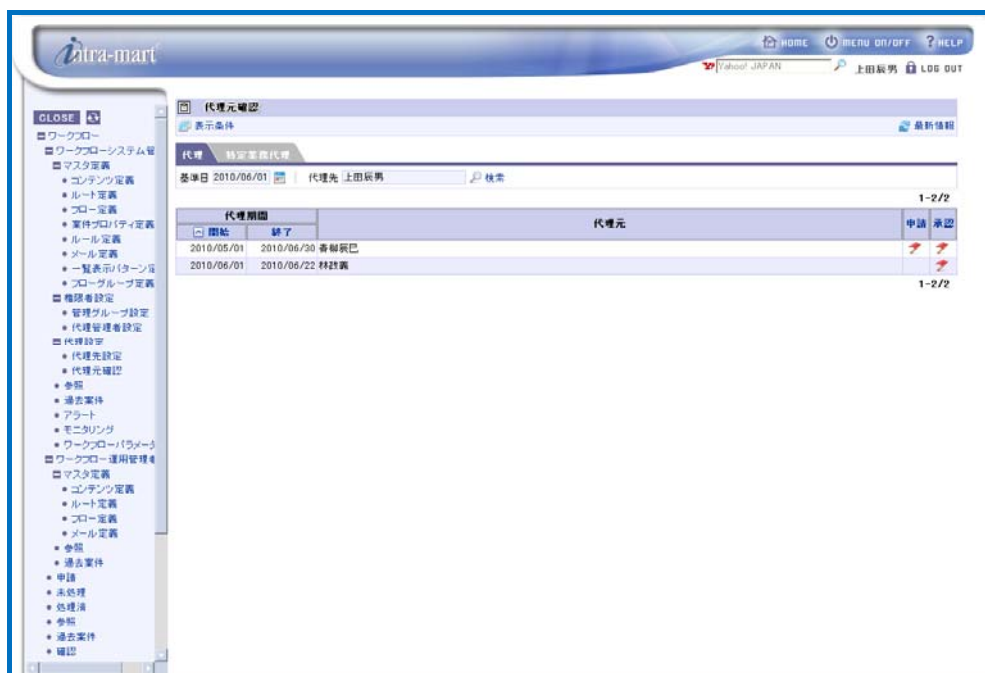 intra-mart
HOME MENU ON/OFF ? HELP
Yahoo! JAPAN 上田辰男 LOG OUT
CLOSE
ワークフロー
ワークフローシステム管
マスタ定義
コンテンツ定義
ルート定義
フロー定義
案件プロパティ定義
ルール定義
メール定義
一覧表示パターン定
フローグループ定義
権限者設定
管理グループ設定
代理管理者設定
代理設定
代理先設定
代理元確認
参照
過去案件
アラート
モニタリング
ワークフローパラメータ
ワークフロー運用管理者
マスタ定義
コンテンツ定義
ルート定義
フロー定義
メール定義
参照
過去案件
申請
未処理
処理済
参照
過去案件
確認
代理元確認
表示条件 最新情報
代理 特定業務代理
基準日 2010/06/01 代理先 上田辰男 検索
1-2/2
代理期間 代理元 申請 承認
開始 終了
2010/05/01 2010/06/30 青柳辰巳
2010/06/01 2010/06/22 林政義
1-2/2